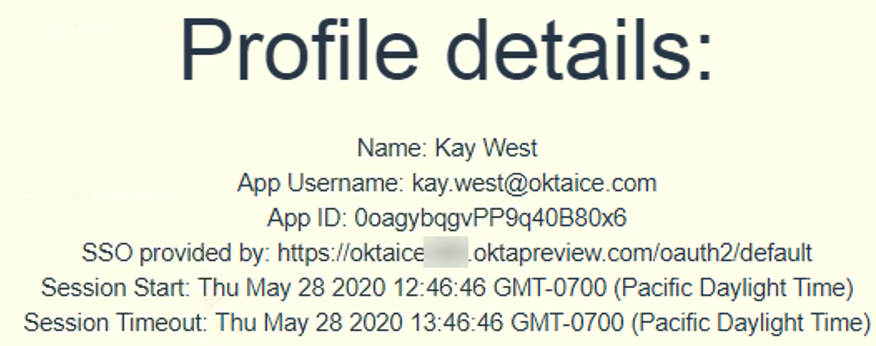 Profile details:
Name: Kay West
App Username: kay.west@oktaice.com
App ID: 0oagybqgvPP9q40B80x6
SSO provided by: https://oktaice .oktapreview.com/oauth2/default
Session Start: Thu May 28 2020 12:46:46 GMT-0700 (Pacific Daylight Time)
Session Timeout: Thu May 28 2020 13:46:46 GMT-0700 (Pacific Daylight Time)